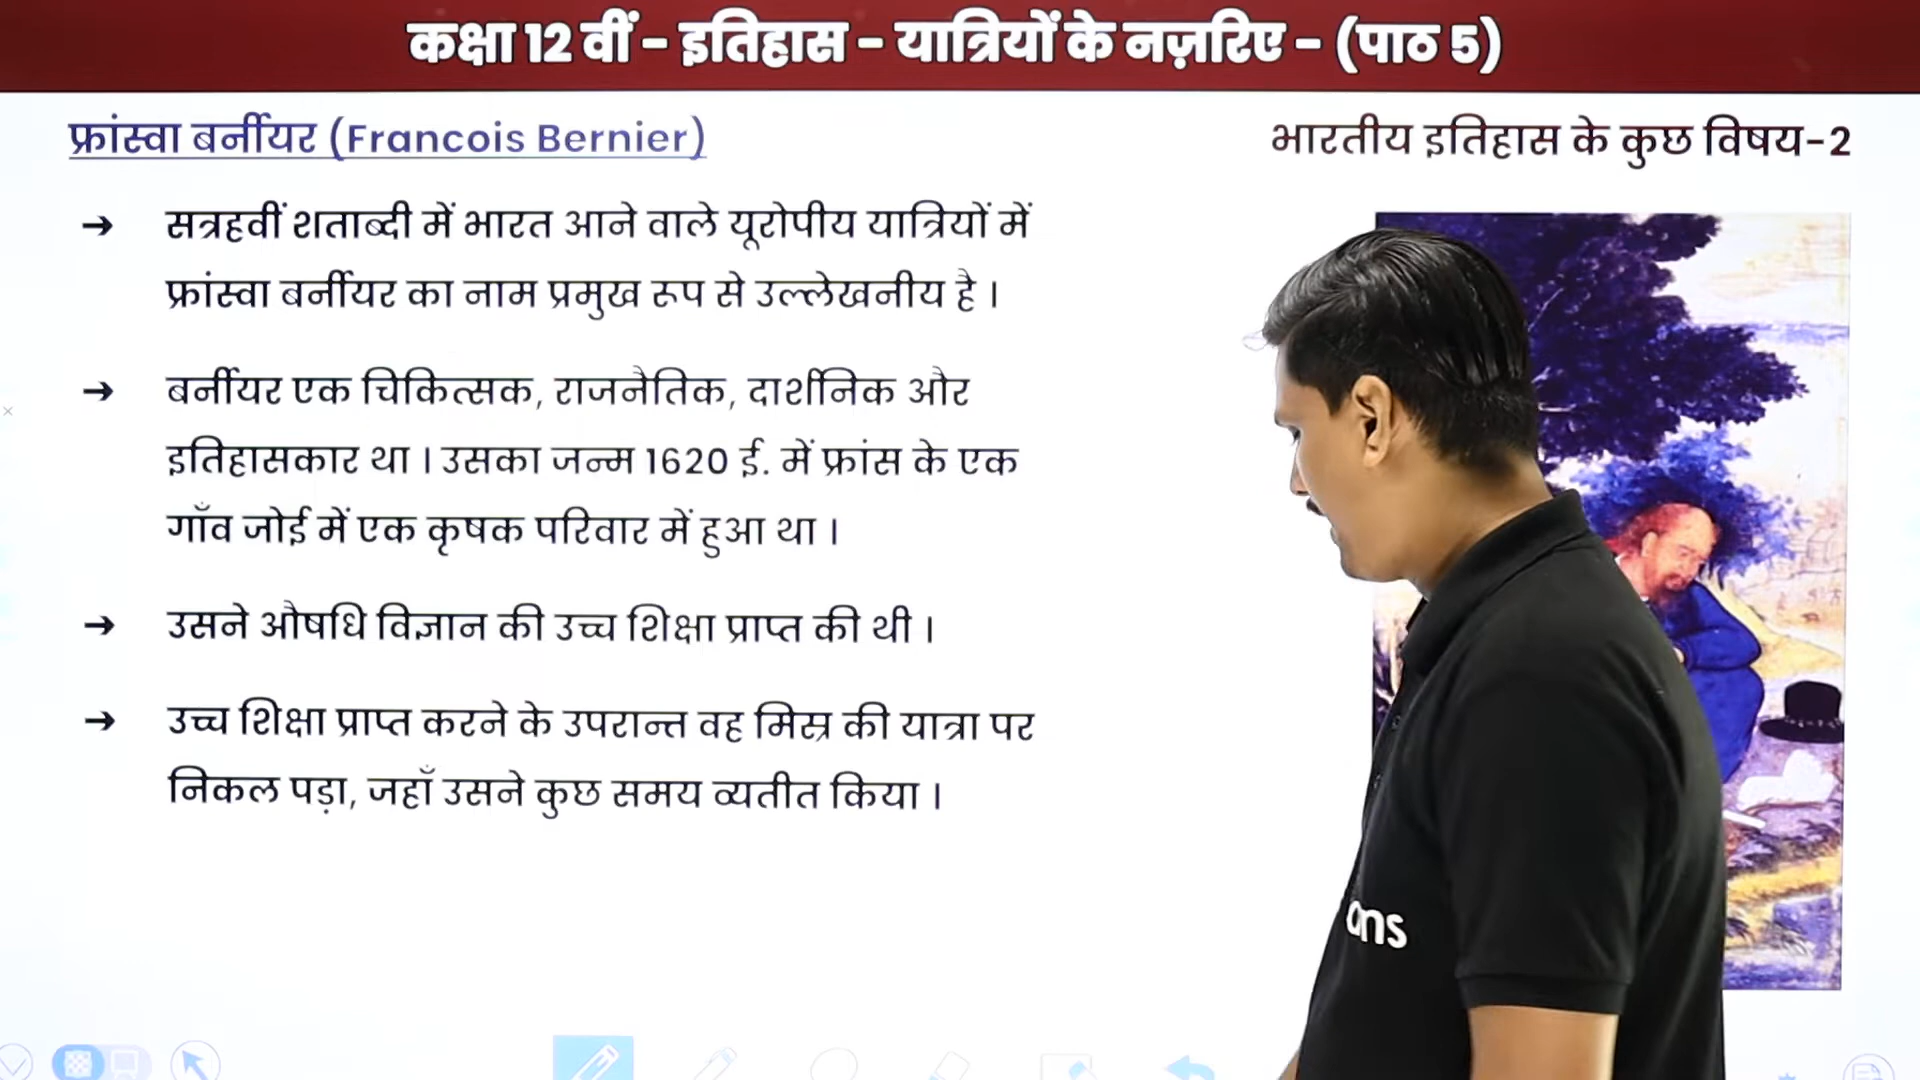 कक्षा 12 वीं - इतिहास - यात्रियों के नज़रिए - (पाठ 5)
फ्रांस्वा बर्नीयर (Francois Bernier)
भारतीय इतिहास के कुछ विषय-2
→ सत्रहवीं शताब्दी में भारत आने वाले यूरोपीय यात्रियों में
फ्रांस्वा बर्नीयर का नाम प्रमुख रूप से उल्लेखनीय है।
→ बर्नीयर एक चिकित्सक, राजनैतिक, दार्शनिक और
इतिहासकार था। उसका जन्म 1620 ई. में फ्रांस के एक
गाँव जोई में एक कृषक परिवार में हुआ था।
→ उसने औषधि विज्ञान की उच्च शिक्षा प्राप्त की थी।
→ उच्च शिक्षा प्राप्त करने के उपरान्त वह मिस्र की यात्रा पर
निकल पड़ा, जहाँ उसने कुछ समय व्यतीत किया।
ons